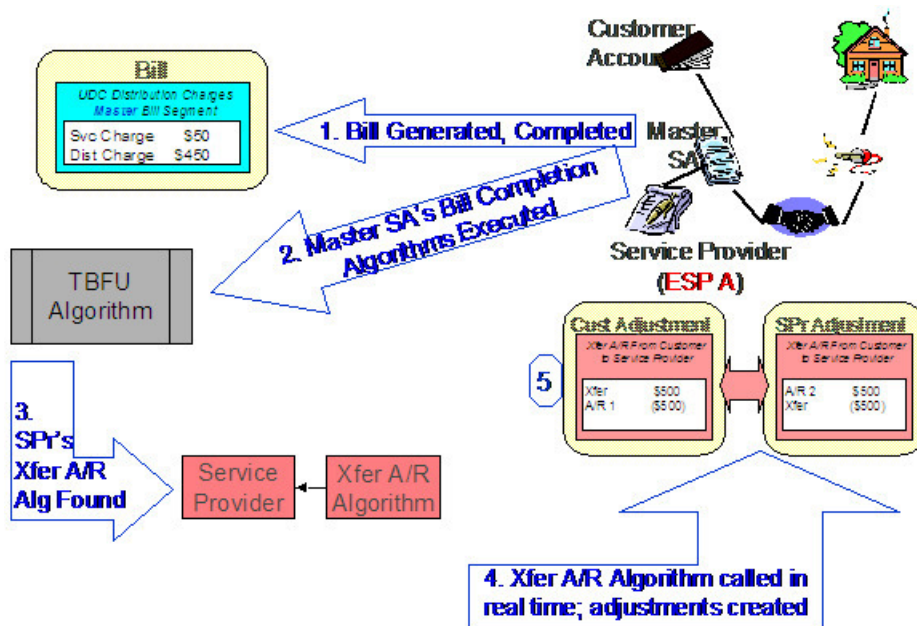 Customer
Account
Bill
UDC Distribution Charges
Master Bill Segment
Svc Charge $50
Dist Charge $450
1. Bill Generated, Completed
Master
SA
2. Master SA's Bill Completion
Algorithms Executed
Service Provider
(ESP A)
TBFU
Algorithm
Cust Adjustment
Xfer A/R From Customer
to Service Provider
Xfer $500
A/R 1 ($500)
SPr Adjustment
Xfer A/R From Customer
to Service Provider
A/R 2 $500
Xfer ($500)
5
3.
SPr's
Xfer A/R
Alg Found
Service
Provider
Xfer A/R
Algorithm
4. Xfer A/R Algorithm called in
real time; adjustments created